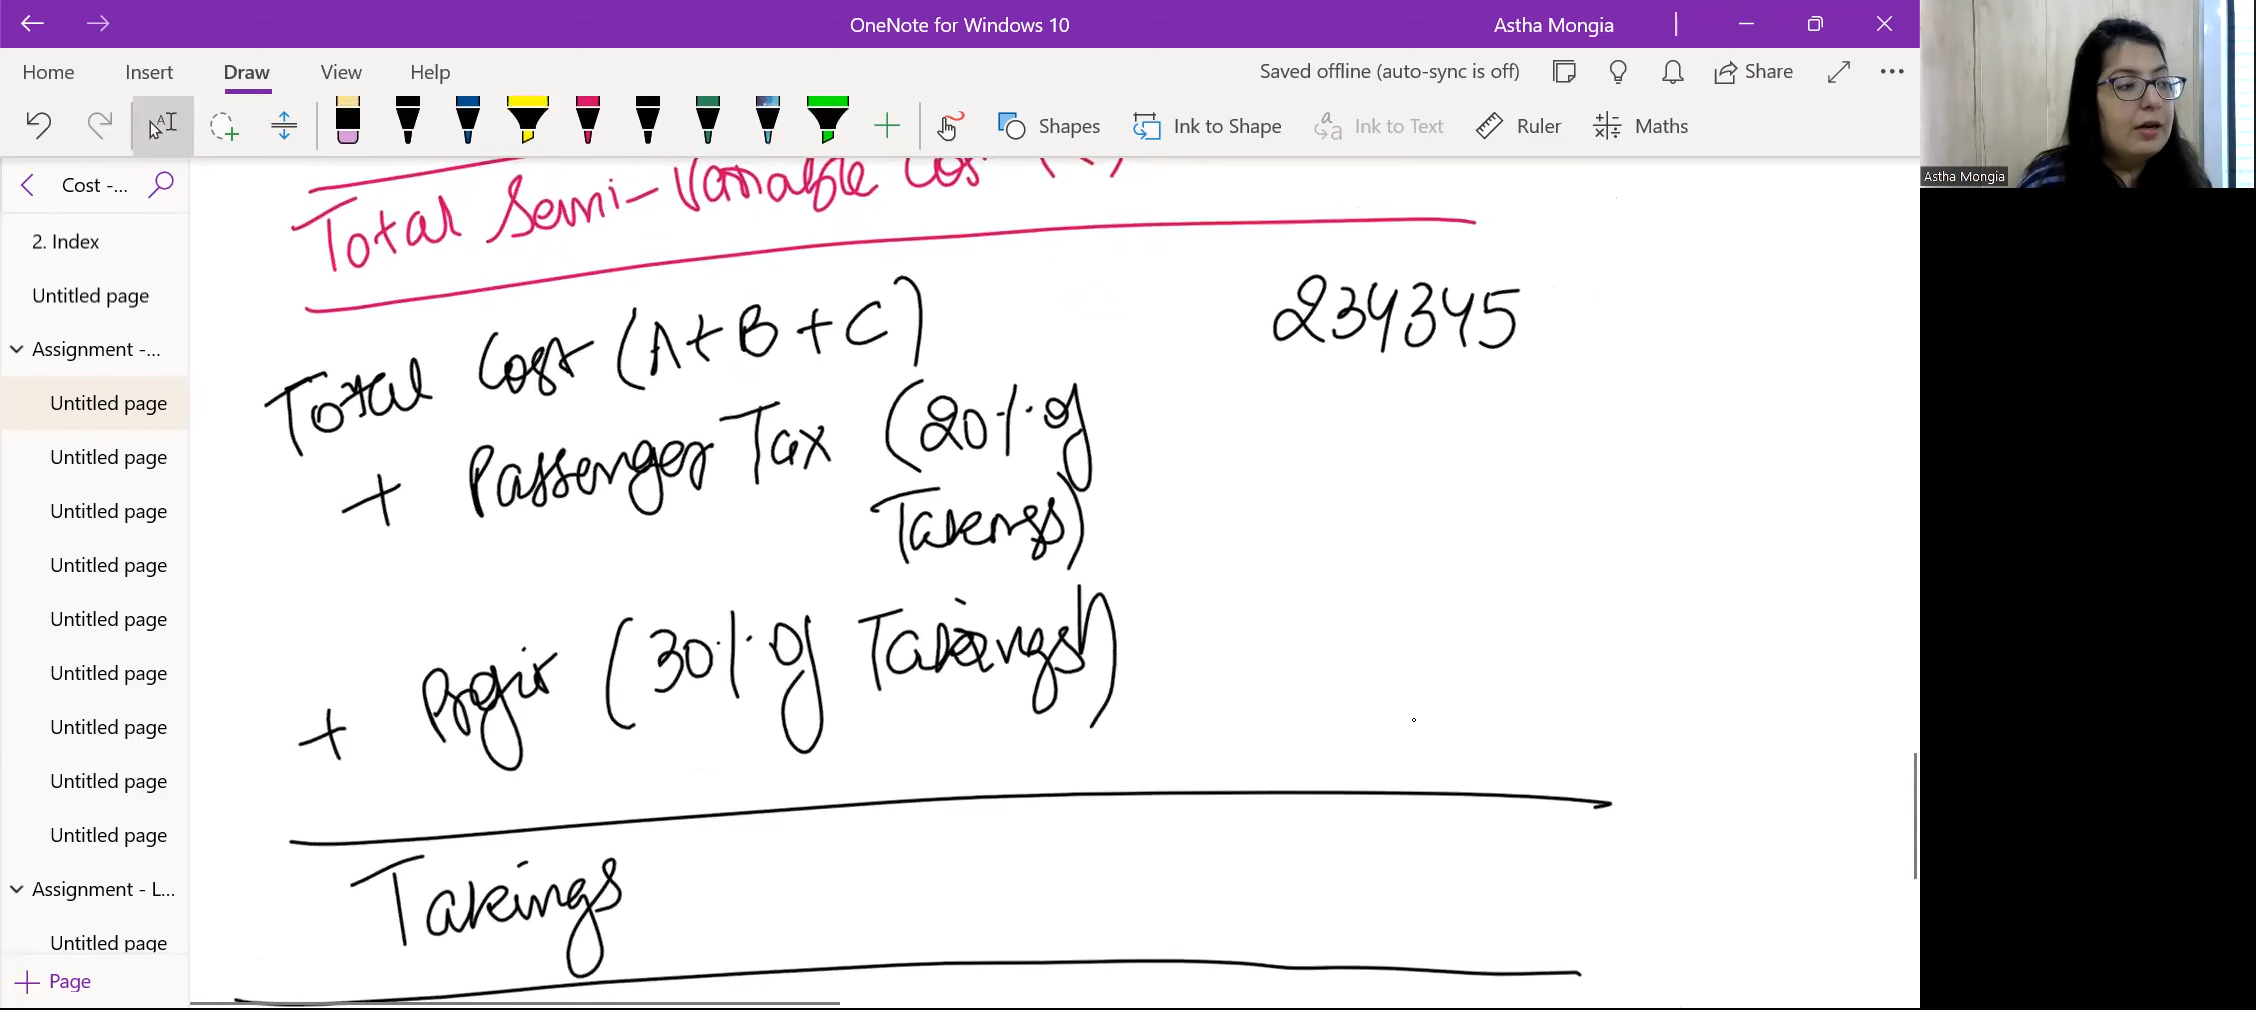 OneNote for Windows 10
Astha Mongia
Home Insert Draw View Help
Saved offline (auto-sync is off) Share
Shapes Ink to Shape Ink to Text Ruler Maths
Astha Mongia
Cost -...
2. Index
Untitled page
Assignment -...
Untitled page
Untitled page
Untitled page
Untitled page
Untitled page
Untitled page
Untitled page
Untitled page
Untitled page
Assignment - L...
Untitled page
+ Page
Total Semi-Variable Cost
Total Cost (A+B+C) 234345
+ Passenger Tax (20% of
Takings)
+ Profit (30% of Takings)
Takings